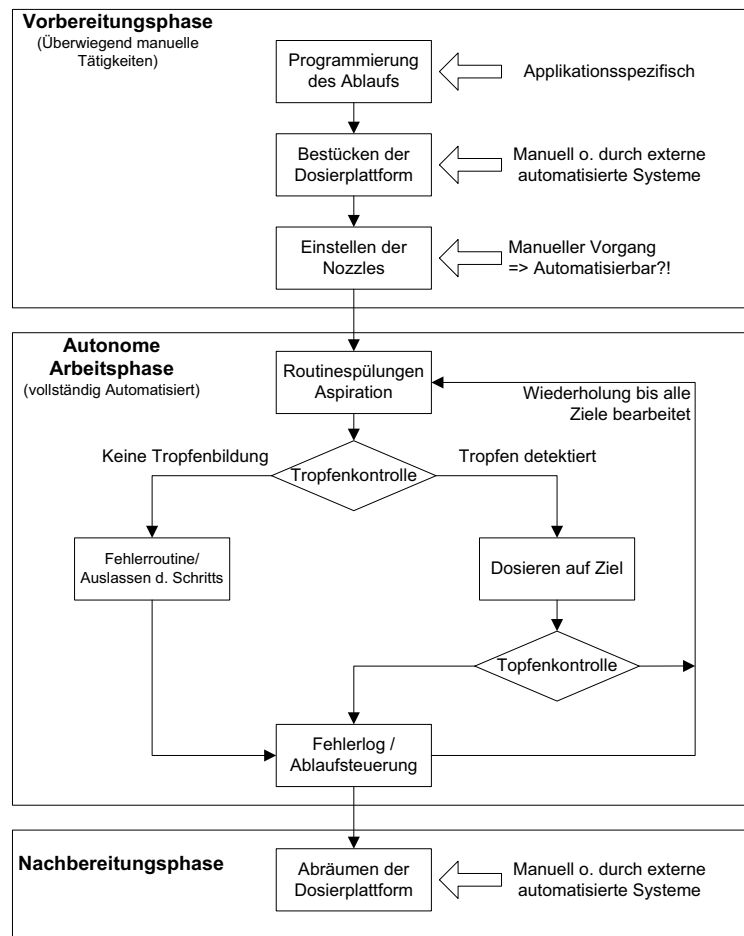 Vorbereitungsphase
(Überwiegend manuelle
Tätigkeiten)
Programmierung
des Ablaufs
Applikationsspezifisch
Bestücken der
Dosierplattform
Manuell o. durch externe
automatisierte Systeme
Einstellen der
Nozzles
Manueller Vorgang
=> Automatisierbar?!
Autonome
Arbeitsphase
(vollständig Automatisiert)
Routinespülungen
Aspiration
Wiederholung bis alle
Ziele bearbeitet
Keine Tropfenbildung
Tropfenkontrolle
Tropfen detektiert
Fehlerroutine/
Auslassen d. Schritts
Dosieren auf Ziel
Topfenkontrolle
Fehlerlog /
Ablaufsteuerung
Nachbereitungsphase
Abräumen der
Dosierplattform
Manuell o. durch externe
automatisierte Systeme